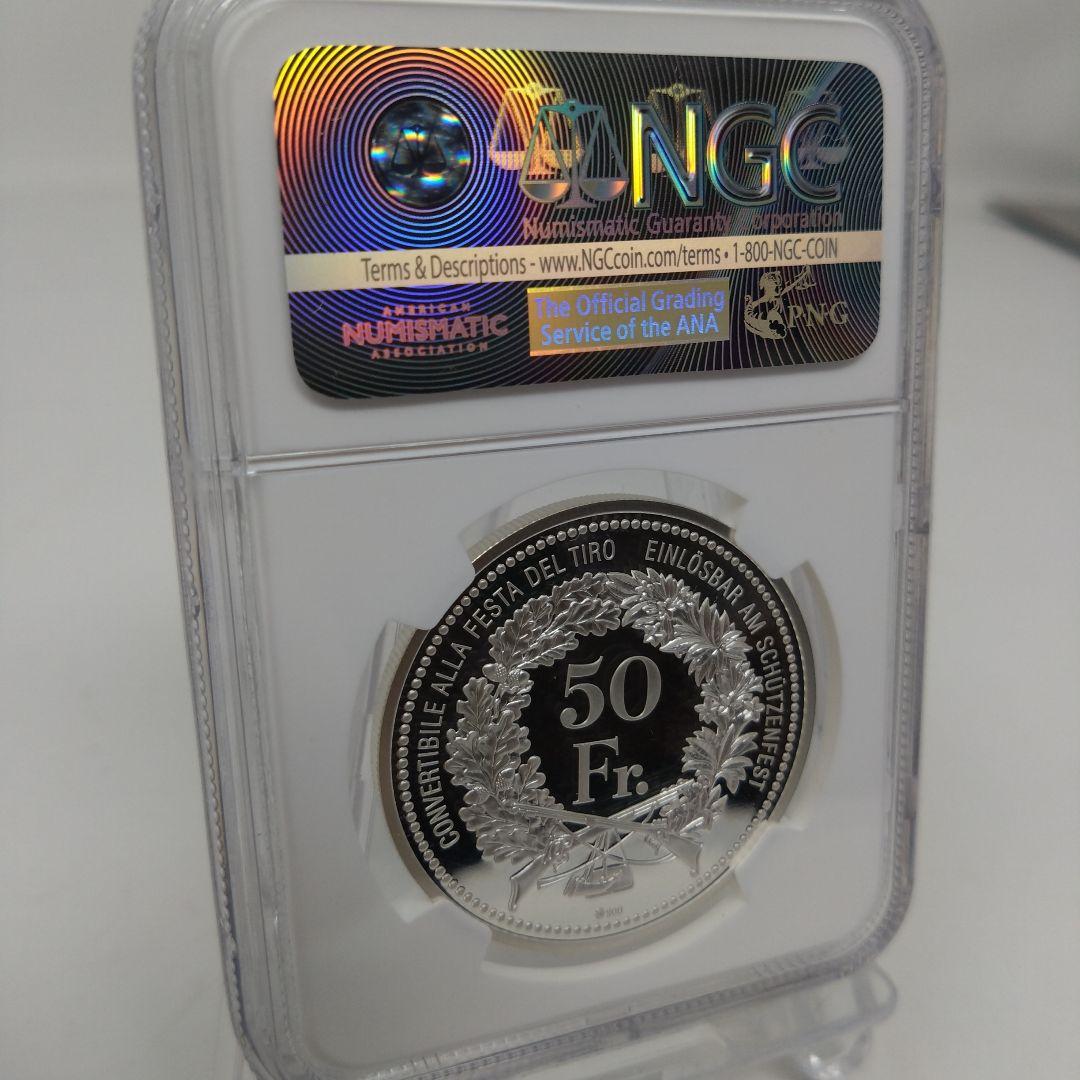 NGC
Numismatic Guaranty Corporation
Terms & Descriptions - www.NGCcoin.com/terms • 1-800-NGC-COIN
AMERICAN
NUMISMATIC
ASSOCIATION
The Official Grading
Service of the ANA
PNG
CONVERTIBILE ALLA FESTA DEL TIRO EINLÖSBAR AM SCHÜTZENFEST
50
Fr.